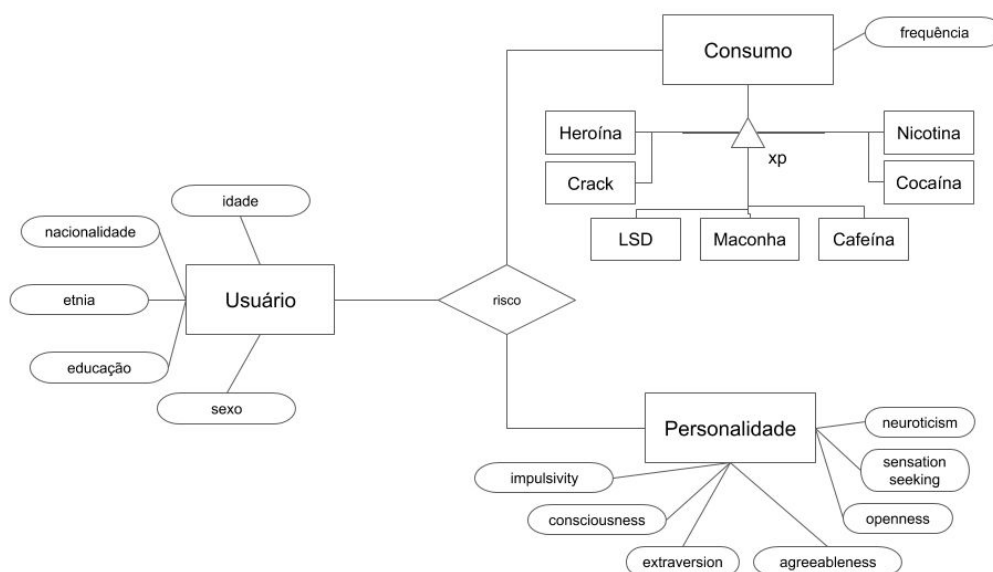 Consumo
frequência
Heroína
Nicotina
xp
Crack
Cocaína
idade
LSD
Maconha
Cafeína
nacionalidade
etnia
Usuário
risco
educação
sexo
Personalidade
neuroticism
sensation
seeking
impulsivity
consciousness
openness
extraversion
agreeableness